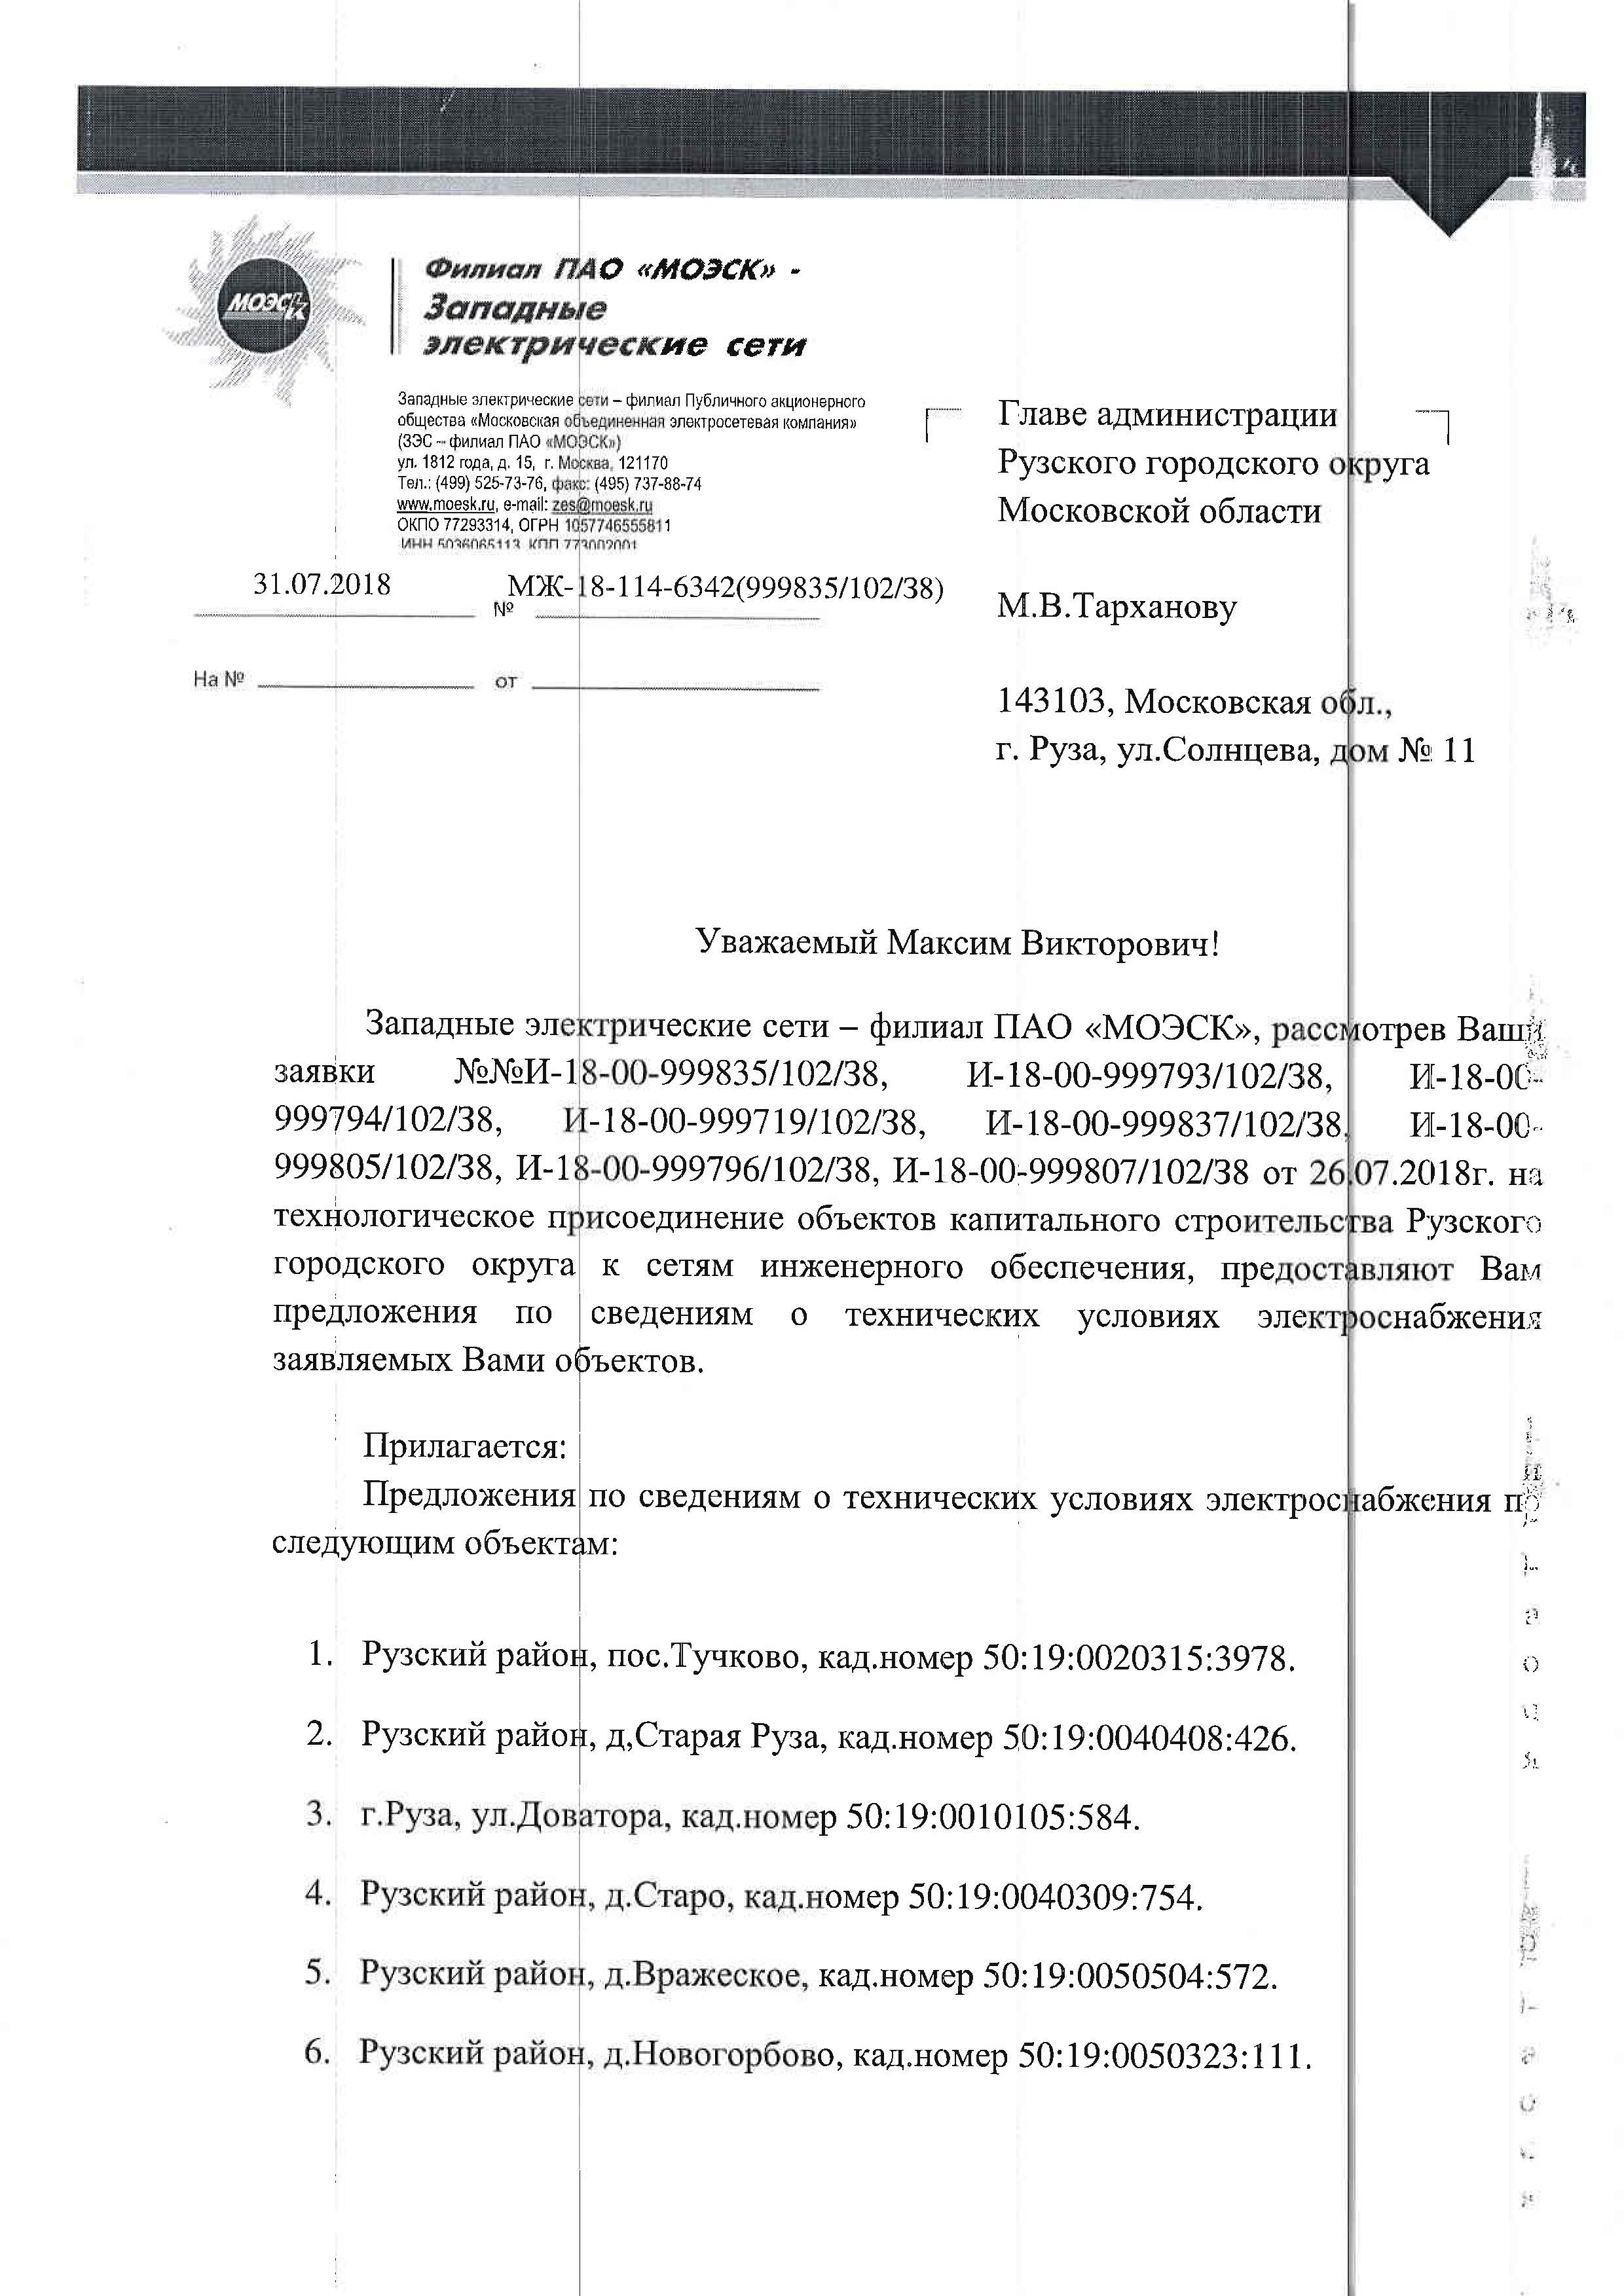 МОЭСК
Филиал ПАО «МОЭСК» -
Западные
электрические сети
Западные электрические сети – филиал Публичного акционерного
общества «Московская объединенная электросетевая компания»
(ЗЭС – филиал ПАО «МОЭСК»)
ул. 1812 года, д. 15, г. Москва, 121170
Тел.: (499) 525-73-76, факс: (495) 737-88-74
www.moesk.ru, e-mail: zes@moesk.ru
ОКПО 77293314, ОГРН 1057746555811
ИНН 5036065113 КПП 773002001
31.07.2018 № МЖ-18-114-6342(999835/102/38)
На № от
Главе администрации
Рузского городского округа
Московской области
М.В.Тарханову
143103, Московская обл.,
г. Руза, ул.Солнцева, дом № 11
Уважаемый Максим Викторович!
Западные электрические сети – филиал ПАО «МОЭСК», рассмотрев Ваши
заявки №№И-18-00-999835/102/38, И-18-00-999793/102/38, И-18-00-
999794/102/38, И-18-00-999719/102/38, И-18-00-999837/102/38, И-18-00-
999805/102/38, И-18-00-999796/102/38, И-18-00-999807/102/38 от 26.07.2018г. на
технологическое присоединение объектов капитального строительства Рузского
городского округа к сетям инженерного обеспечения, предоставляют Вам
предложения по сведениям о технических условиях электроснабжения
заявляемых Вами объектов.
Прилагается:
Предложения по сведениям о технических условиях электроснабжения по
следующим объектам:
1. Рузский район, пос.Тучково, кад.номер 50:19:0020315:3978.
2. Рузский район, д,Старая Руза, кад.номер 50:19:0040408:426.
3. г.Руза, ул.Доватора, кад.номер 50:19:0010105:584.
4. Рузский район, д.Старо, кад.номер 50:19:0040309:754.
5. Рузский район, д.Вражеское, кад.номер 50:19:0050504:572.
6. Рузский район, д.Новогорбово, кад.номер 50:19:0050323:111.